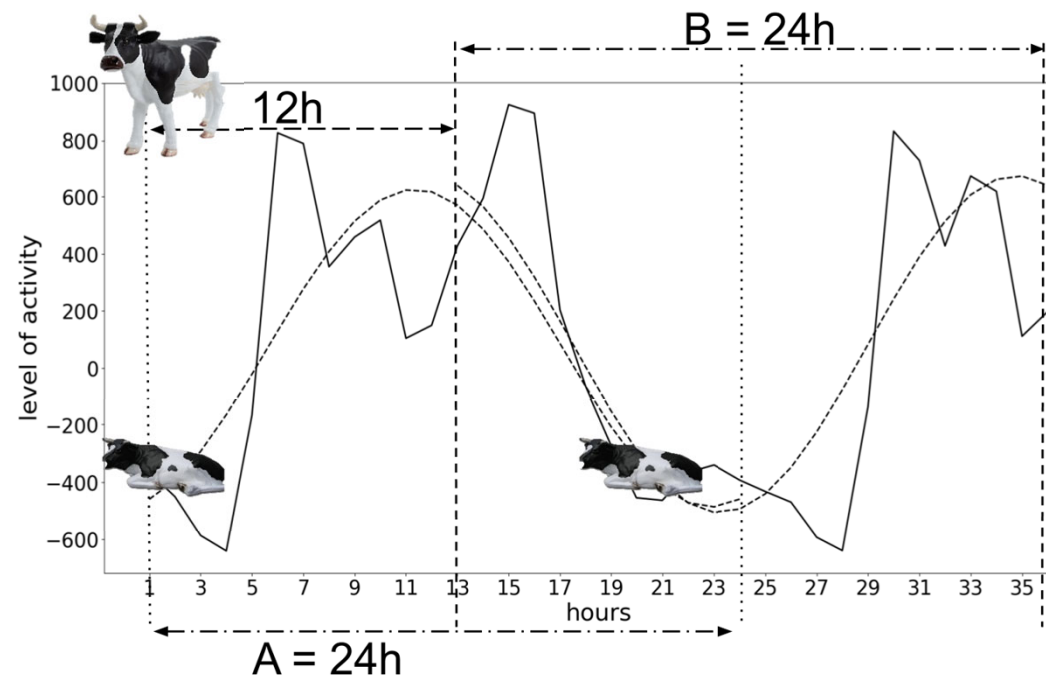 B = 24h
12h
level of activity
1000
800
600
400
200
0
−200
−400
−600
1 3 5 7 9 11 13 15 17 19 21 23 25 27 29 31 33 35
hours
A = 24h